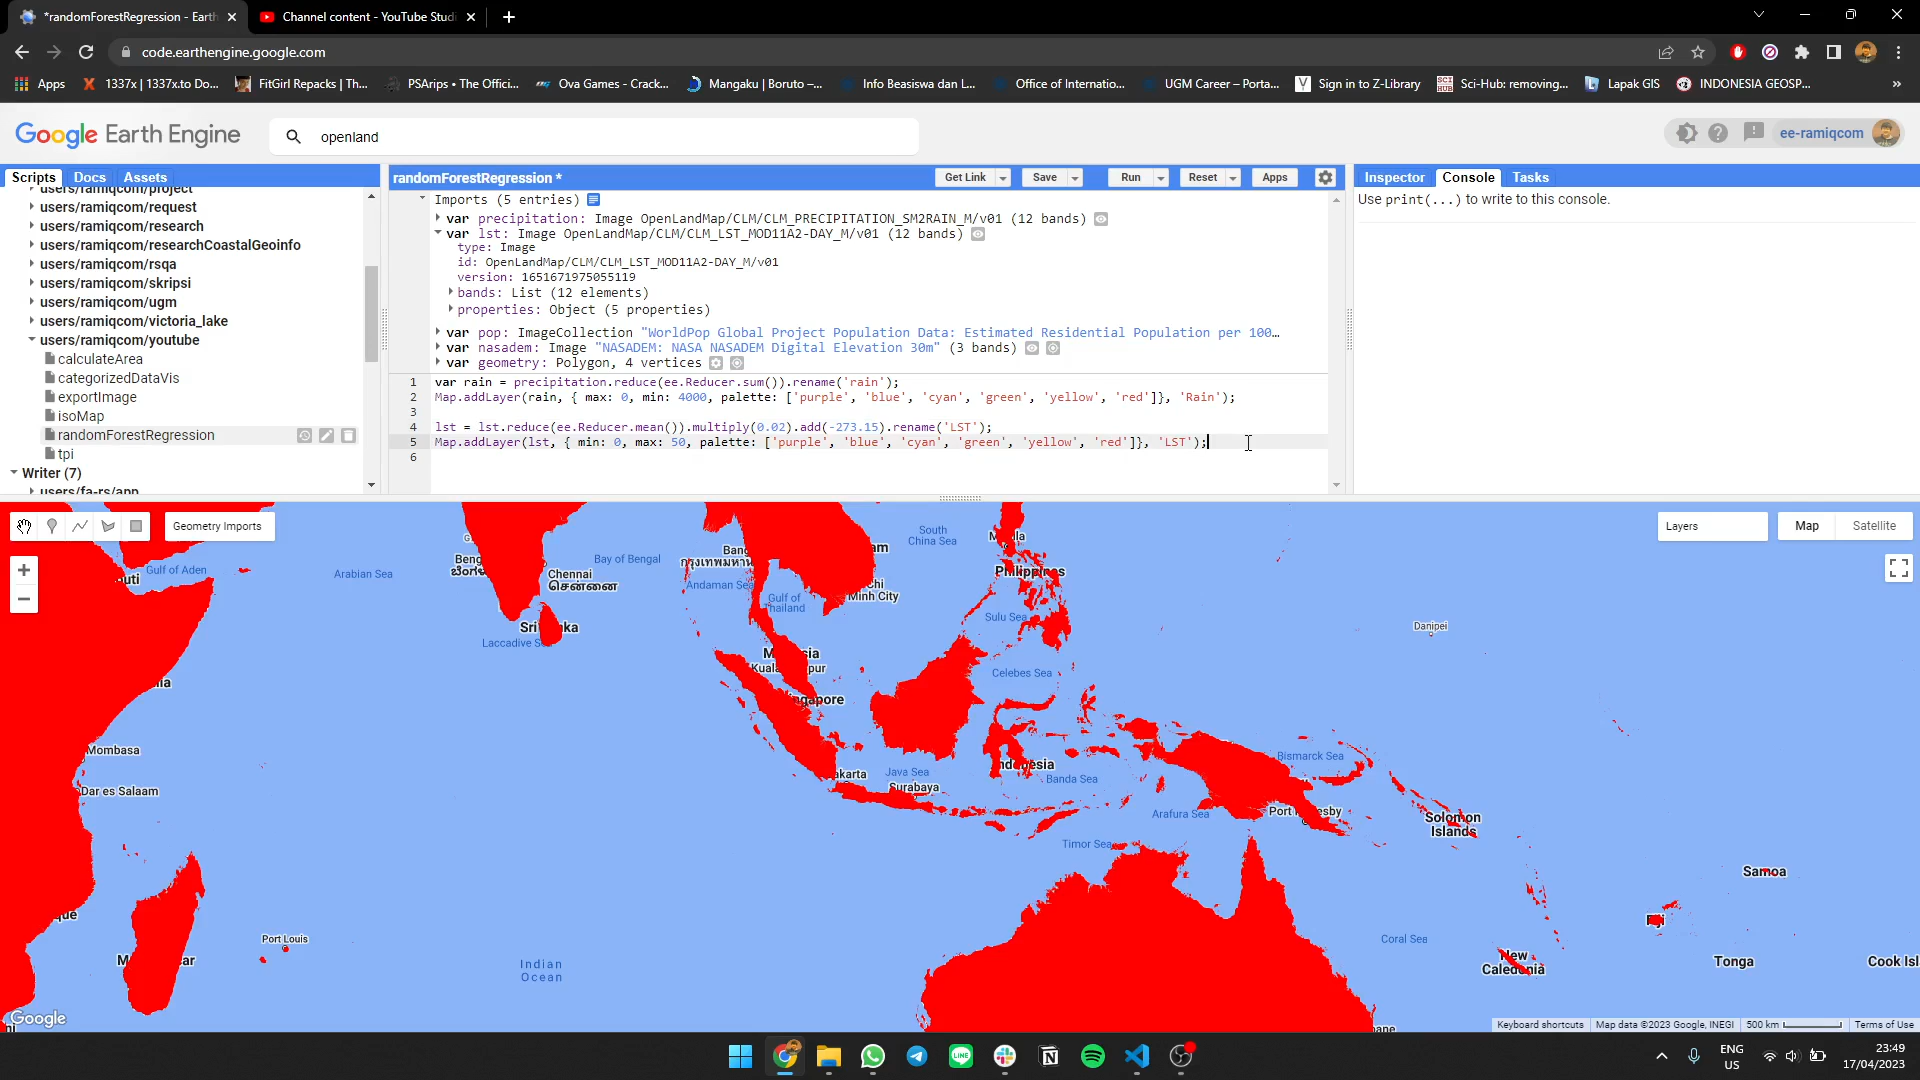 *randomForestRegression - Earth
Channel content - YouTube Studi
code.earthengine.google.com
Apps
1337x | 1337x.to Do...
FitGirl Repacks | Th...
PSArips • The Offici...
Ova Games - Crack...
Mangaku | Boruto –...
Info Beasiswa dan L...
Office of Internatio...
UGM Career – Porta...
Sign in to Z-Library
Sci-Hub: removing...
Lapak GIS
INDONESIA GEOSP...
»
Google Earth Engine
openland
ee-ramiqcom
Scripts
Docs
Assets
users/ramiqcom/project
users/ramiqcom/request
users/ramiqcom/research
users/ramiqcom/researchCoastalGeoinfo
users/ramiqcom/rsqa
users/ramiqcom/skripsi
users/ramiqcom/ugm
users/ramiqcom/victoria_lake
users/ramiqcom/youtube
calculateArea
categorizedDataVis
exportImage
isoMap
randomForestRegression
tpi
Writer (7)
users/fa-rs/app
randomForestRegression *
Get Link
Save
Run
Reset
Apps
Imports (5 entries)
var precipitation: Image OpenLandMap/CLM/CLM_PRECIPITATION_SM2RAIN_M/v01 (12 bands)
var lst: Image OpenLandMap/CLM/CLM_LST_MOD11A2-DAY_M/v01 (12 bands)
type: Image
id: OpenLandMap/CLM/CLM_LST_MOD11A2-DAY_M/v01
version: 1651671975055119
bands: List (12 elements)
properties: Object (5 properties)
var pop: ImageCollection "WorldPop Global Project Population Data: Estimated Residential Population per 100...
var nasadem: Image "NASADEM: NASA NASADEM Digital Elevation 30m" (3 bands)
var geometry: Polygon, 4 vertices
1 var rain = precipitation.reduce(ee.Reducer.sum()).rename('rain');
2 Map.addLayer(rain, { max: 0, min: 4000, palette: ['purple', 'blue', 'cyan', 'green', 'yellow', 'red']}, 'Rain');
3
4 lst = lst.reduce(ee.Reducer.mean()).multiply(0.02).add(-273.15).rename('LST');
5 Map.addLayer(lst, { min: 0, max: 50, palette: ['purple', 'blue', 'cyan', 'green', 'yellow', 'red']}, 'LST');
6
Inspector
Console
Tasks
Use print(...) to write to this console.
Geometry Imports
Layers
Map
Satellite
Gulf of Aden
Arabian Sea
Bay of Bengal
Chennai
சென்னை
Laccadive
Andaman Sea
Gulf of
Thailand
Minh City
South
China Sea
Philippines
Sulu Sea
Celebes Sea
Danipei
Mombasa
Dar es Salaam
Port Louis
Indian
Ocean
Java Sea
Surabaya
Banda Sea
Timor Sea
Arafura Sea
Bismarck Sea
Solomon
Islands
Coral Sea
New
Caledonia
Samoa
Fiji
Tonga
Cook Isl
Google
Keyboard shortcuts
Map data ©2023 Google, INEGI
500 km
Terms of Use
ENG
US
23:49
17/04/2023